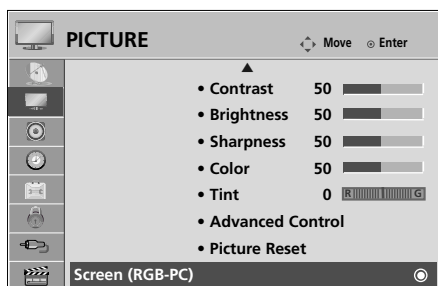 PICTURE Move Enter
• Contrast 50
• Brightness 50
• Sharpness 50
• Color 50
• Tint 0 R G
• Advanced Control
• Picture Reset
Screen (RGB-PC)